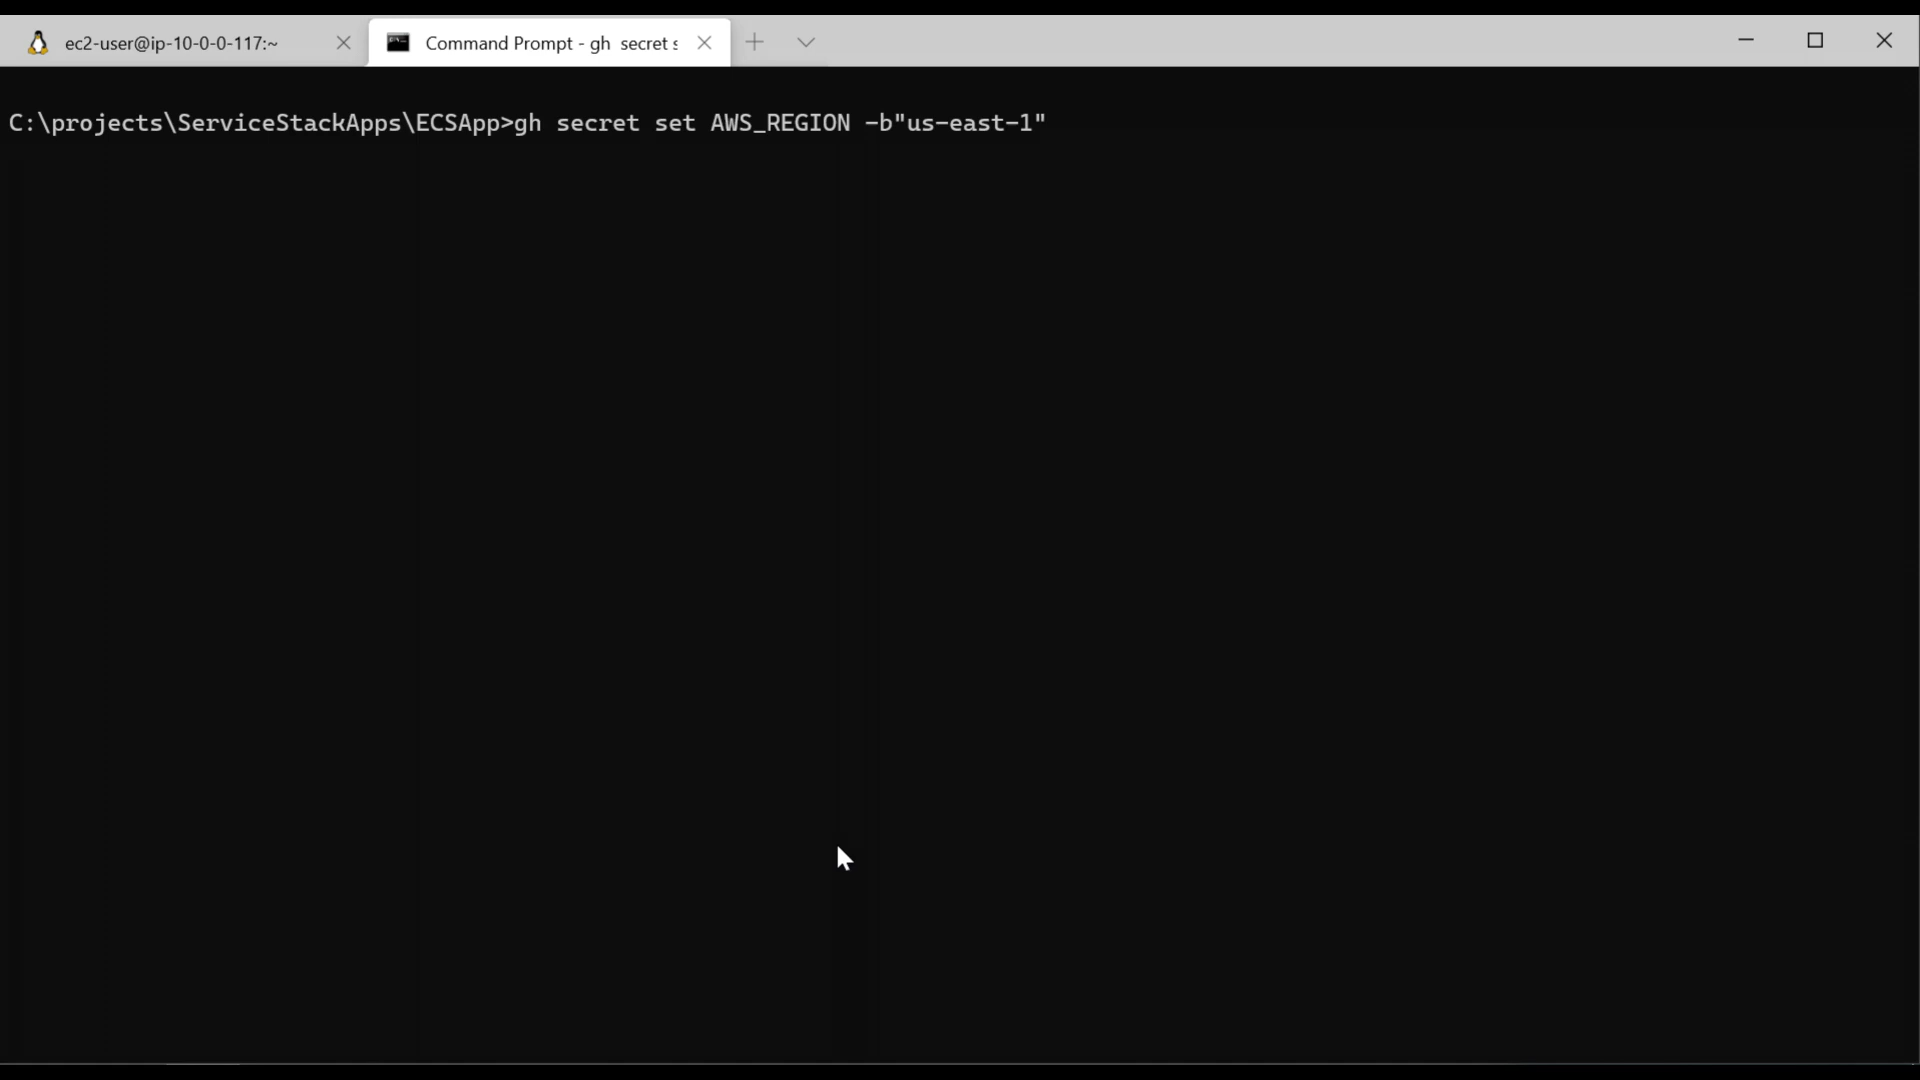 ec2-user@ip-10-0-0-117:~
Command Prompt - gh secret s
C:\projects\ServiceStackApps\ECSApp>gh secret set AWS_REGION -b"us-east-1"